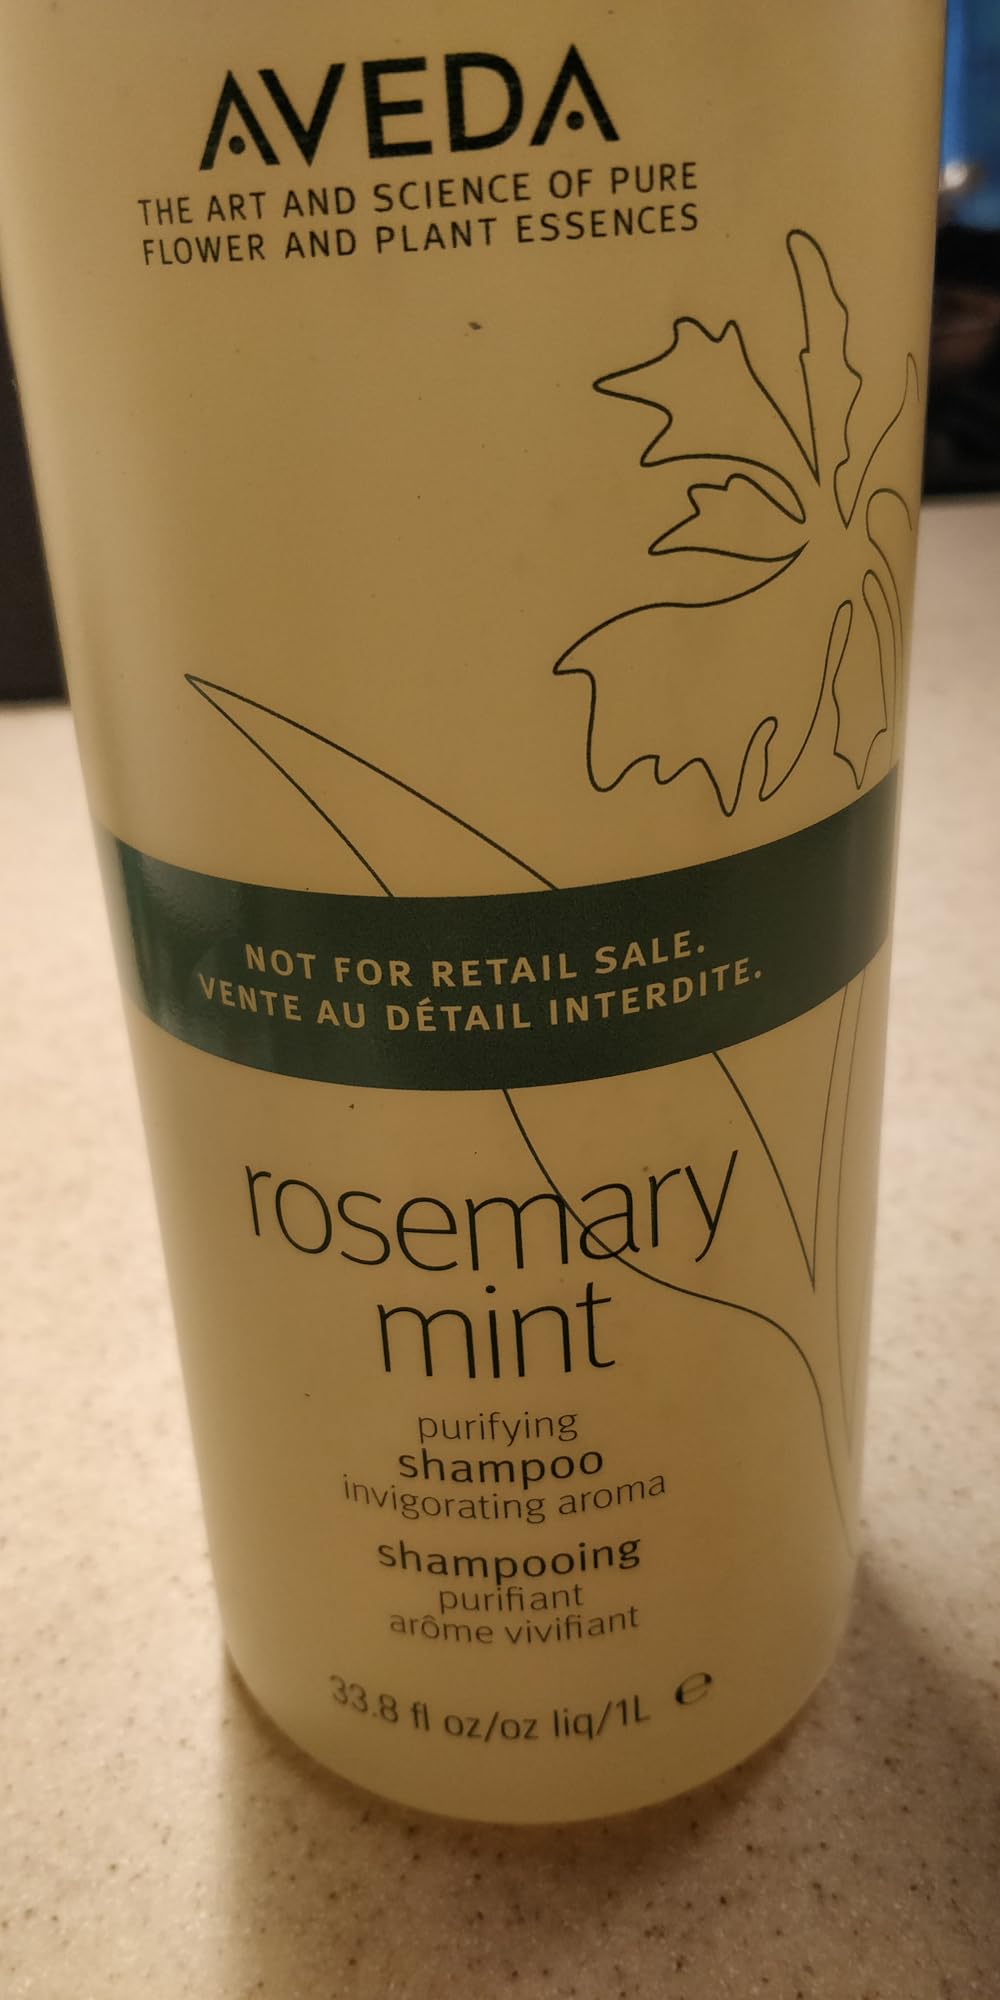 AVEDA
THE ART AND SCIENCE OF PURE
FLOWER AND PLANT ESSENCES
NOT FOR RETAIL SALE.
VENTE AU DÉTAIL INTERDITE.
rosemary
mint
purifying
shampoo
invigorating aroma
shampooing
purifiant
arôme vivifiant
33.8 fl oz/oz liq/1L ℮